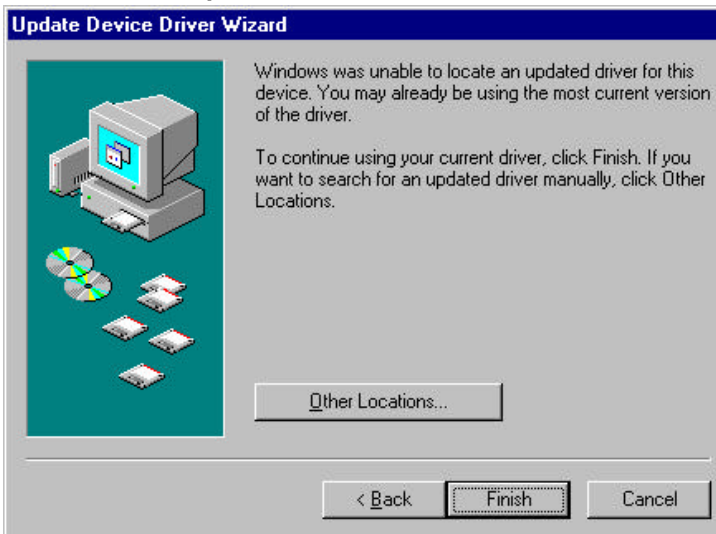 Update Device Driver Wizard
Windows was unable to locate an updated driver for this
device. You may already be using the most current version
of the driver.
To continue using your current driver, click Finish. If you
want to search for an updated driver manually, click Other
Locations.
Other Locations...
< Back Finish Cancel